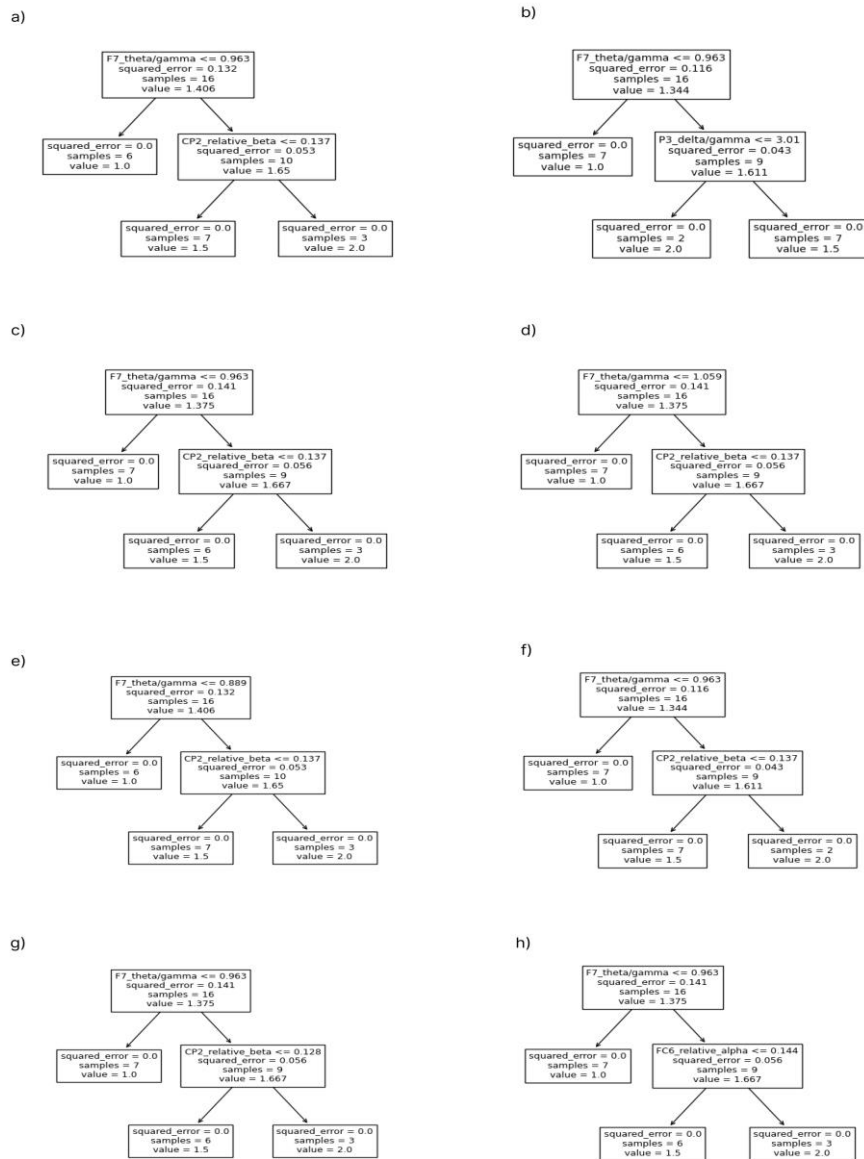 a)
F7_theta/gamma <= 0.963
squared_error = 0.132
samples = 16
value = 1.406
squared_error = 0.0
samples = 6
value = 1.0
CP2_relative_beta <= 0.137
squared_error = 0.053
samples = 10
value = 1.65
squared_error = 0.0
samples = 7
value = 1.5
squared_error = 0.0
samples = 3
value = 2.0
b)
F7_theta/gamma <= 0.963
squared_error = 0.116
samples = 16
value = 1.344
squared_error = 0.0
samples = 7
value = 1.0
P3_delta/gamma <= 3.01
squared_error = 0.043
samples = 9
value = 1.611
squared_error = 0.0
samples = 2
value = 2.0
squared_error = 0.0
samples = 7
value = 1.5
c)
F7_theta/gamma <= 0.963
squared_error = 0.141
samples = 16
value = 1.375
squared_error = 0.0
samples = 7
value = 1.0
CP2_relative_beta <= 0.137
squared_error = 0.056
samples = 9
value = 1.667
squared_error = 0.0
samples = 6
value = 1.5
squared_error = 0.0
samples = 3
value = 2.0
d)
F7_theta/gamma <= 1.059
squared_error = 0.141
samples = 16
value = 1.375
squared_error = 0.0
samples = 7
value = 1.0
CP2_relative_beta <= 0.137
squared_error = 0.056
samples = 9
value = 1.667
squared_error = 0.0
samples = 6
value = 1.5
squared_error = 0.0
samples = 3
value = 2.0
e)
F7_theta/gamma <= 0.889
squared_error = 0.132
samples = 16
value = 1.406
squared_error = 0.0
samples = 6
value = 1.0
CP2_relative_beta <= 0.137
squared_error = 0.053
samples = 10
value = 1.65
squared_error = 0.0
samples = 7
value = 1.5
squared_error = 0.0
samples = 3
value = 2.0
f)
F7_theta/gamma <= 0.963
squared_error = 0.116
samples = 16
value = 1.344
squared_error = 0.0
samples = 7
value = 1.0
CP2_relative_beta <= 0.137
squared_error = 0.043
samples = 9
value = 1.611
squared_error = 0.0
samples = 7
value = 1.5
squared_error = 0.0
samples = 2
value = 2.0
g)
F7_theta/gamma <= 0.963
squared_error = 0.141
samples = 16
value = 1.375
squared_error = 0.0
samples = 7
value = 1.0
CP2_relative_beta <= 0.128
squared_error = 0.056
samples = 9
value = 1.667
squared_error = 0.0
samples = 6
value = 1.5
squared_error = 0.0
samples = 3
value = 2.0
h)
F7_theta/gamma <= 0.963
squared_error = 0.141
samples = 16
value = 1.375
squared_error = 0.0
samples = 7
value = 1.0
FC6_relative_alpha <= 0.144
squared_error = 0.056
samples = 9
value = 1.667
squared_error = 0.0
samples = 6
value = 1.5
squared_error = 0.0
samples = 3
value = 2.0